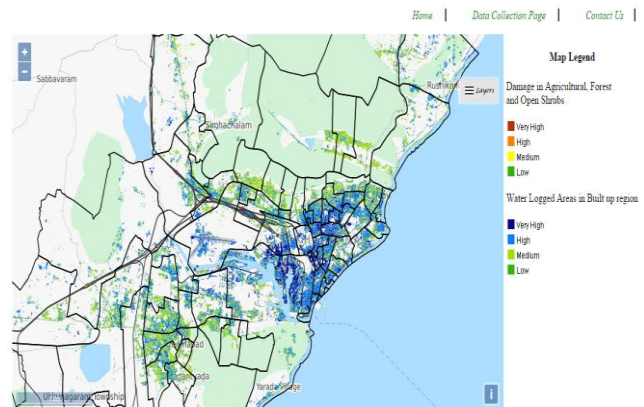 Home | Data Collection Page | Contact Us |
+
-
Sabbavaram
Simhachalam
Rushikon
≡ Layers
Yarada Village
i
Map Legend
Damage in Agricultural, Forest
and Open Shrubs
Very High
High
Medium
Low
Water Logged Areas in Built up region
Very High
High
Medium
Low